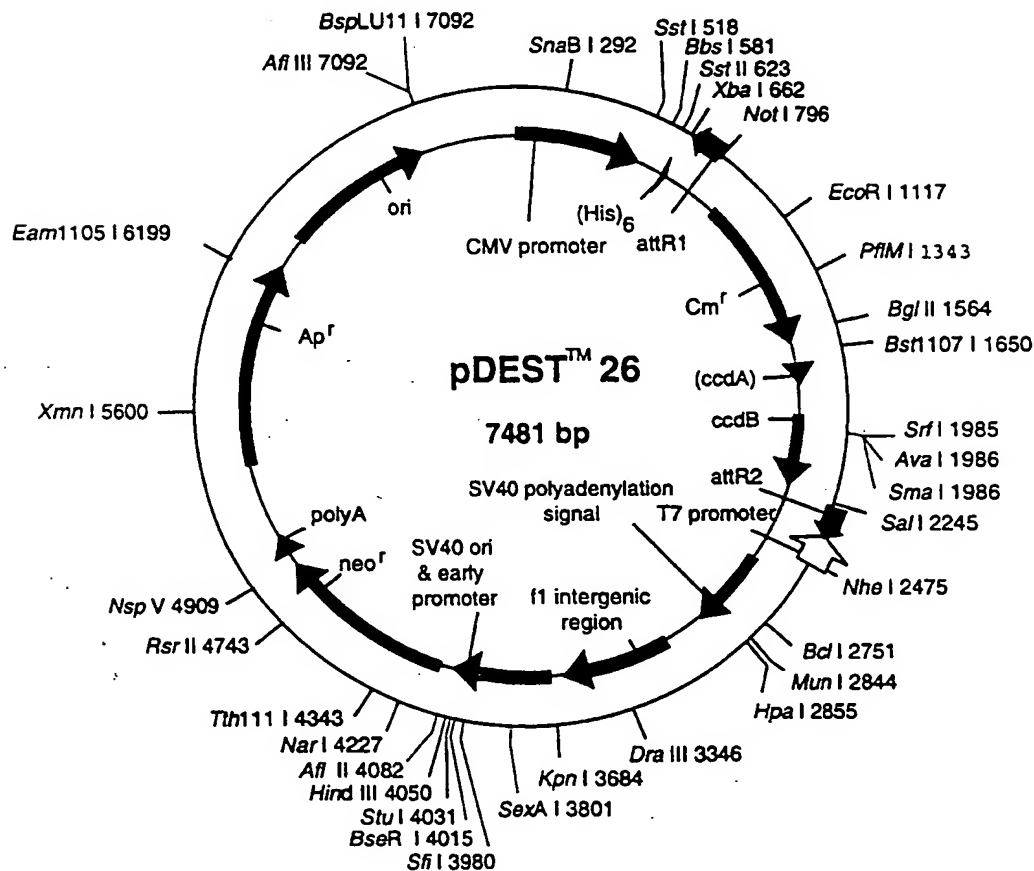 BspLU11 I 7092
Afl III 7092
SnaB I 292
Sst I 518
Bbs I 581
Sst II 623
Xba I 662
Not I 796
EcoR I 1117
PflM I 1343
Bgl II 1564
Bst1107 I 1650
Srf I 1985
Ava I 1986
Sma I 1986
Sal I 2245
Nhe I 2475
Bcl I 2751
Mun I 2844
Hpa I 2855
Dra III 3346
Kpn I 3684
SexA I 3801
Sfi I 3980
BseR I 4015
Stu I 4031
Hind III 4050
Afl II 4082
Nar I 4227
Tth111 I 4343
Rsr II 4743
Nsp V 4909
Xmn I 5600
Eam1105 I 6199
ori
CMV promoter
(His)6
attR1
Cmr
(ccdA)
ccdB
attR2
T7 promoter
SV40 polyadenylation
signal
f1 intergenic
region
SV40 ori
& early
promoter
neor
polyA
Apr
pDEST™ 26
7481 bp